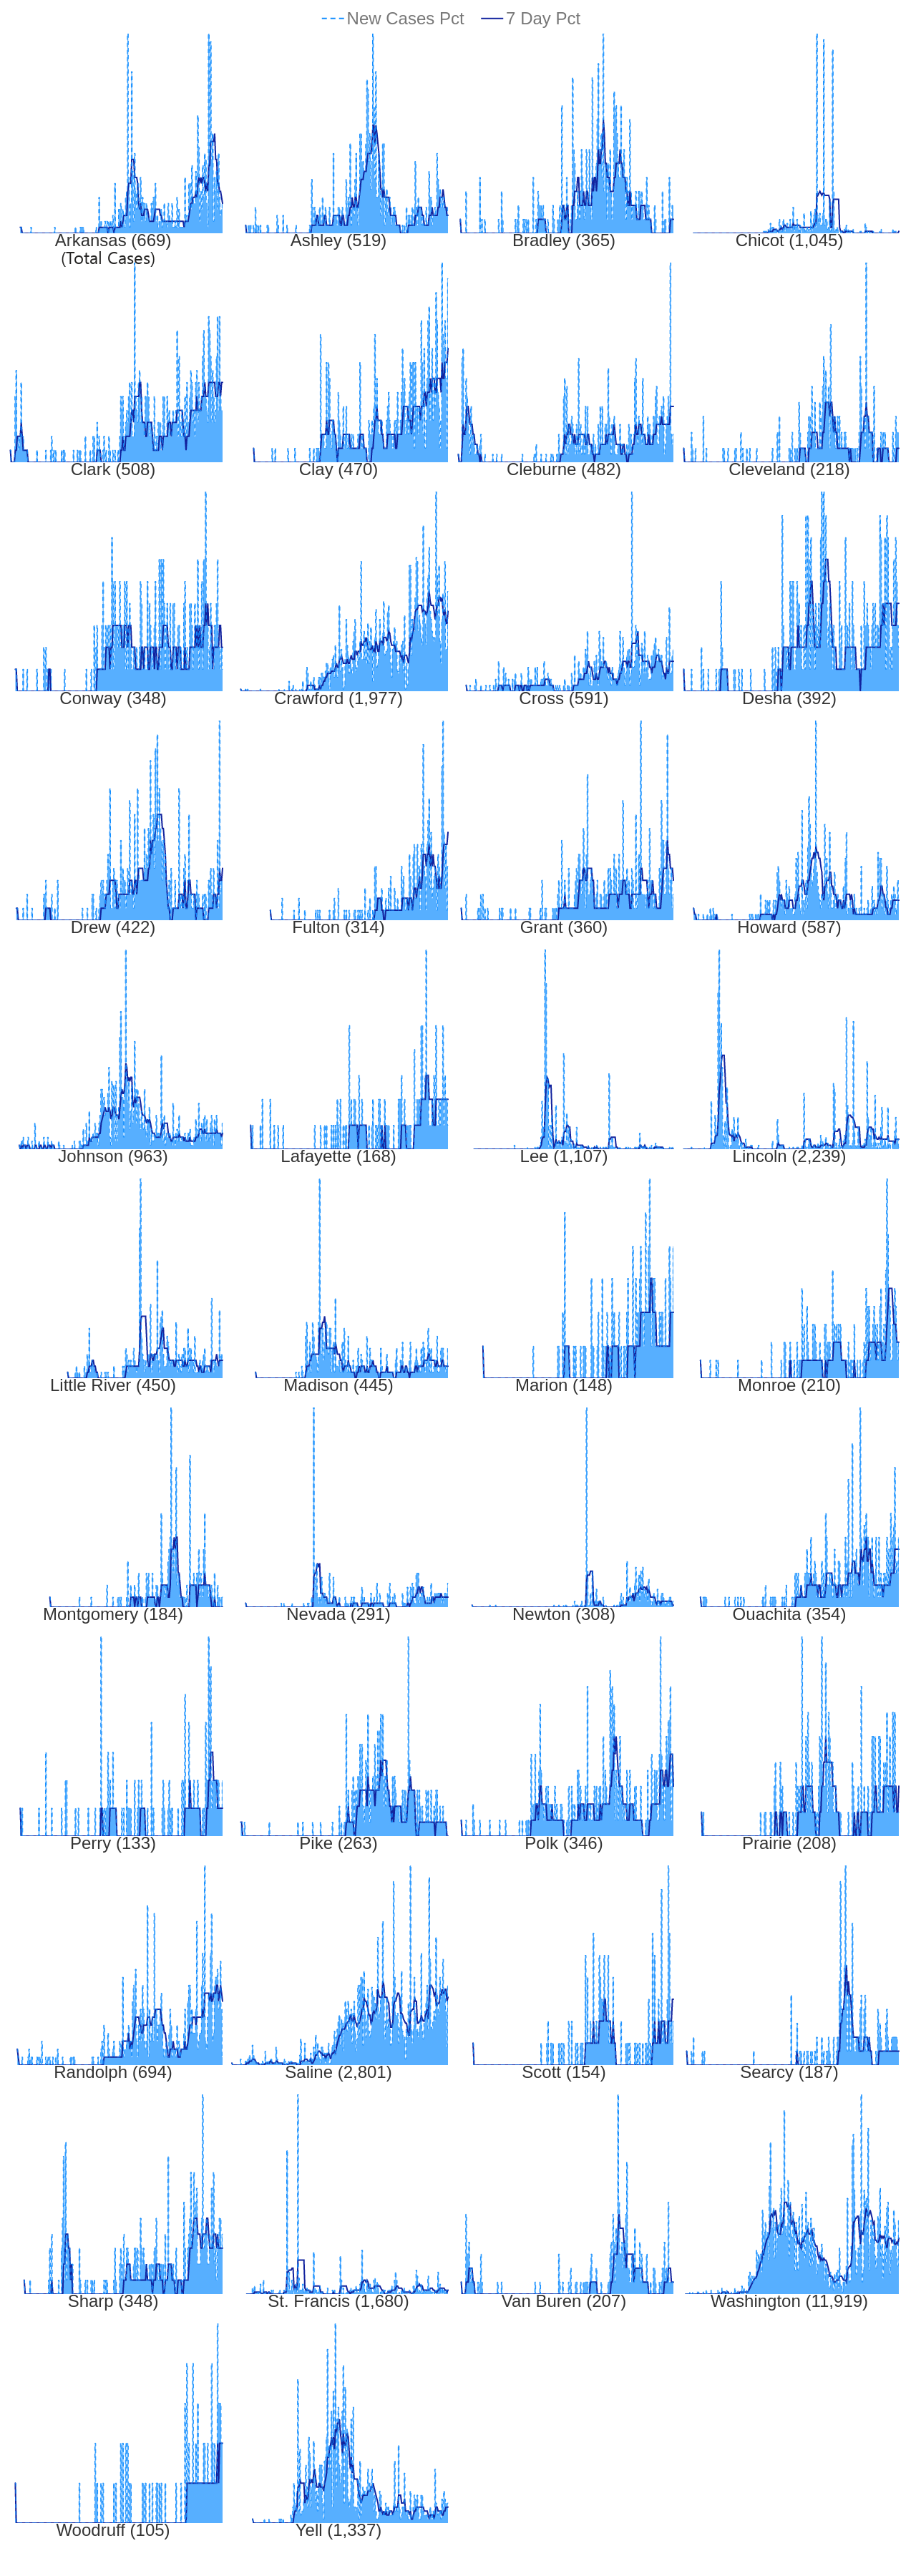 New Cases Pct 7 Day Pct
Arkansas (669) Ashley (519) Bradley (365) Chicot (1,045)
(Total Cases)
Clark (508) Clay (470) Cleburne (482) Cleveland (218)
Conway (348) Crawford (1,977) Cross (591) Desha (392)
Drew (422) Fulton (314) Grant (360) Howard (587)
Johnson (963) Lafayette (168) Lee (1,107) Lincoln (2,239)
Little River (450) Madison (445) Marion (148) Monroe (210)
Montgomery (184) Nevada (291) Newton (308) Ouachita (354)
Perry (133) Pike (263) Polk (346) Prairie (208)
Randolph (694) Saline (2,801) Scott (154) Searcy (187)
Sharp (348) St. Francis (1,680) Van Buren (207) Washington (11,919)
Woodruff (105) Yell (1,337)